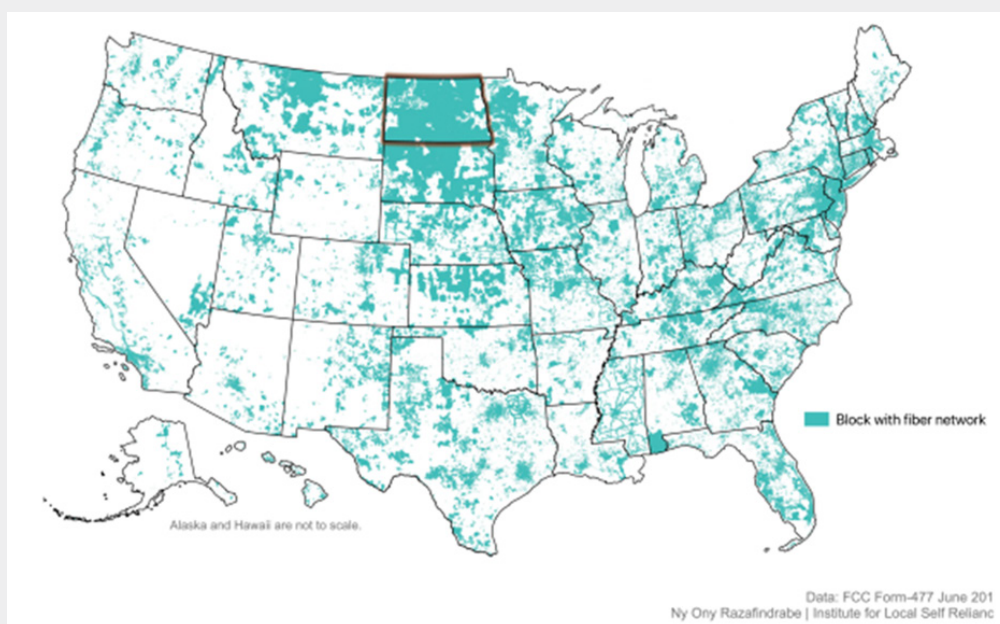 Block with fiber network
Alaska and Hawaii are not to scale.
Data: FCC Form-477 June 201
Ny Ony Razafindrabe | Institute for Local Self Relianc